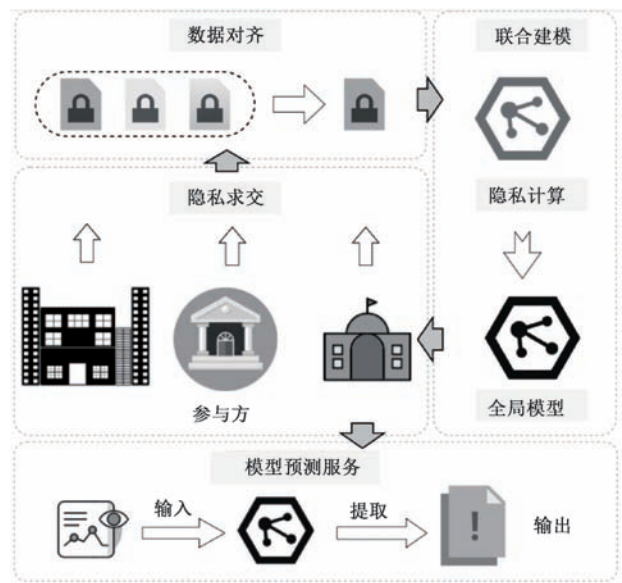 数据对齐
联合建模
隐私求交
隐私计算
参与方
全局模型
模型预测服务
输入
提取
输出